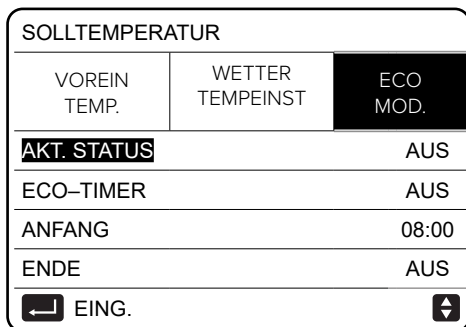 SOLLTEMPERATUR
VOREIN TEMP.
WETTER TEMPEINST
ECO MOD.
AKT. STATUS AUS
ECO–TIMER AUS
ANFANG 08:00
ENDE AUS
EING.